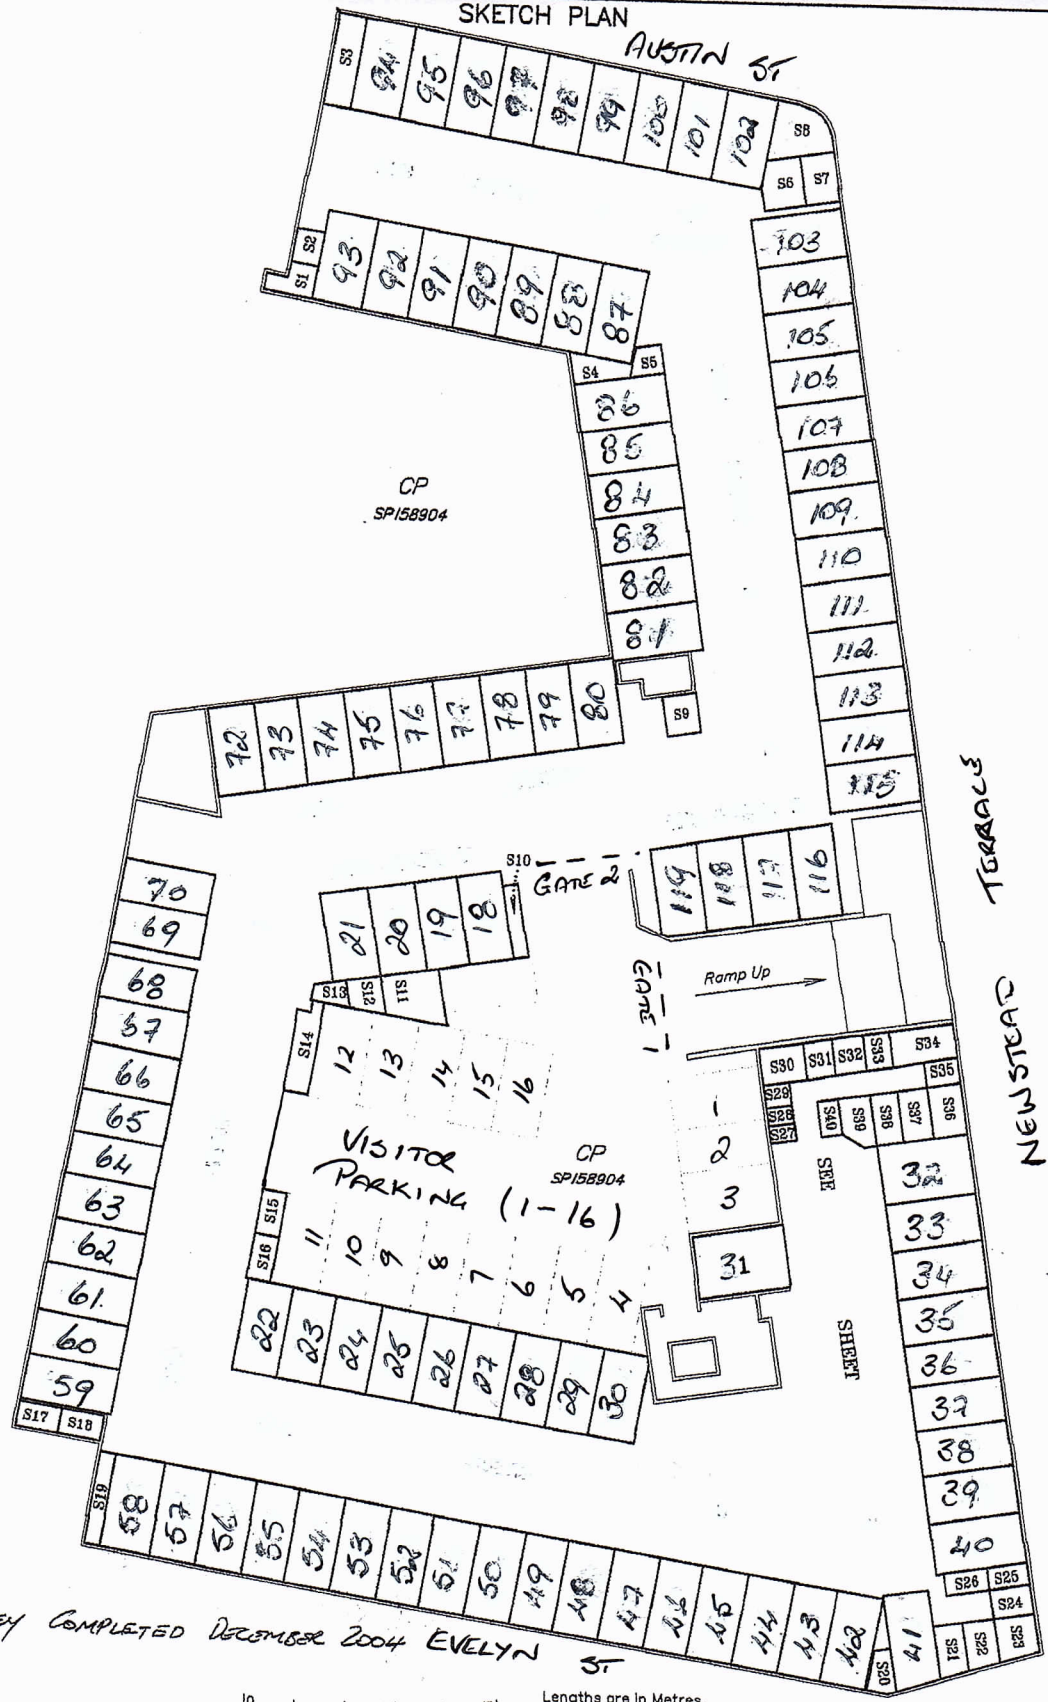 SKETCH PLAN
AUSTIN ST
S3 94 95 96 97 98 99 100 101 102 S8
S6 S7
S1 S2 93 92 91 90 89 88 87
S4 S5
103
104
105
106
107
108
109.
110
111.
112.
113
114
115
86
85
84
83
82
81
CP
SP158904
72 73 74 75 76 77 78 79 80
S9
S10
GATE 2
119 118 117 116
TERRACE
NEWSTEAD
70
69
68
67
66
65
64
63
62
61.
60
59
S17 S18
21 20 19 18
S13 S12 S11
S14
12 13 14 15 16
GATE 1
Ramp Up
VISITOR
PARKING (1-16)
CP
SP158904
1
2
3
31
S15
S16
11 10 9 8 7 6 5 4
22 23 24 25 26 27 28 29 30
S30 S31 S32 S33 S34
S35
S29
S28
S27
S40 S39 S38 S37 S36
SEE
SHEET
32
33
34
35
36
37
38
39
40
S26 S25
S24
S19 58 57 56 55 54 53 52 51 50 49 48 47 46 45 44 43 42 S20 41 S21 S22 S23
COMPLETED DECEMBER 2004 EVELYN ST
Lengths are in Metres